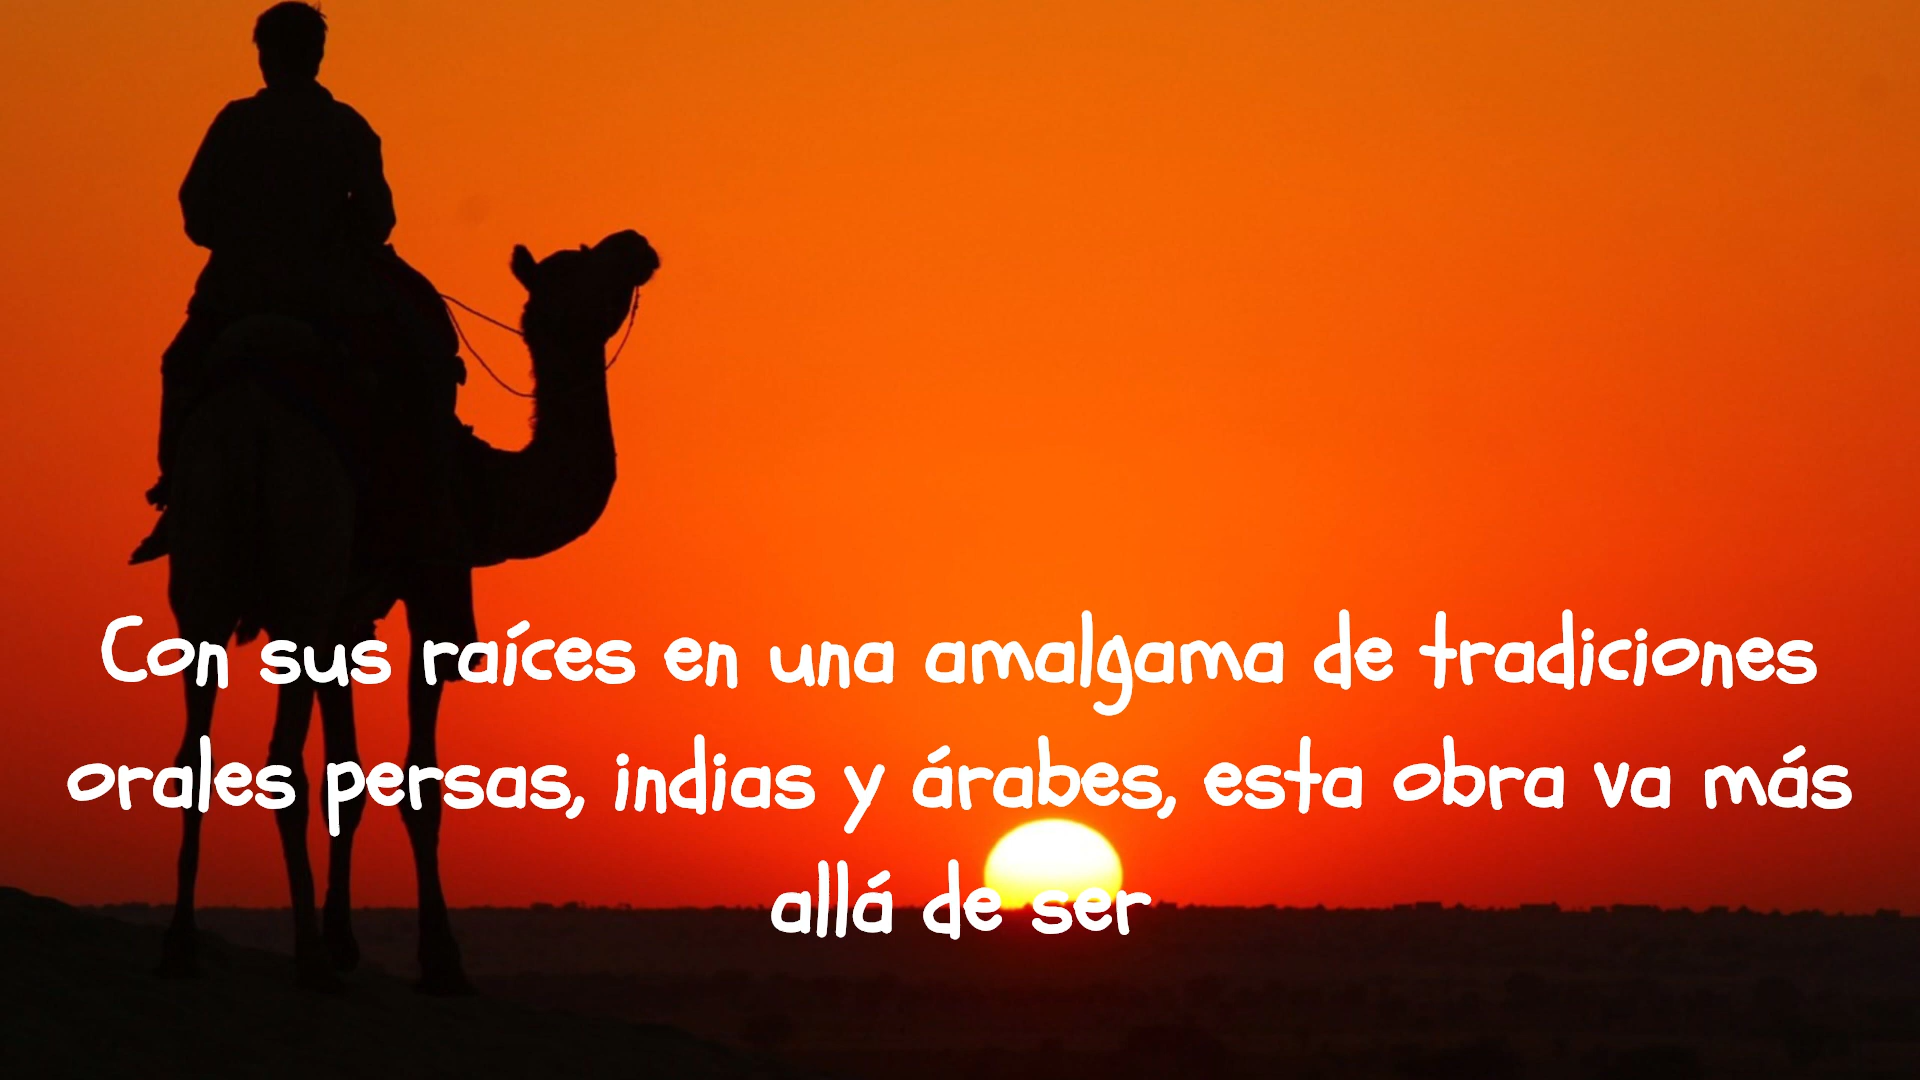 Con sus raíces en una amalgama de tradiciones
orales persas, indias y árabes, esta obra va más
allá de ser